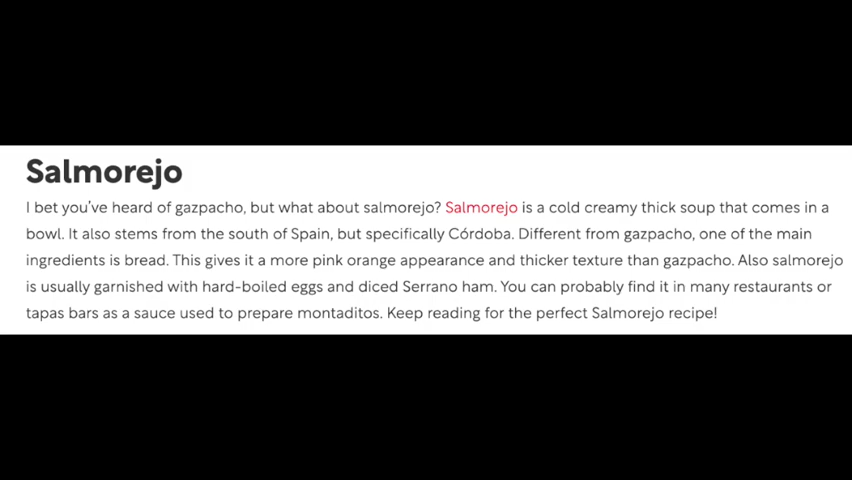 Salmorejo
I bet you've heard of gazpacho, but what about salmorejo? Salmorejo is a cold creamy thick soup that comes in a
bowl. It also stems from the south of Spain, but specifically Córdoba. Different from gazpacho, one of the main
ingredients is bread. This gives it a more pink orange appearance and thicker texture than gazpacho. Also salmorejo
is usually garnished with hard-boiled eggs and diced Serrano ham. You can probably find it in many restaurants or
tapas bars as a sauce used to prepare montaditos. Keep reading for the perfect Salmorejo recipe!